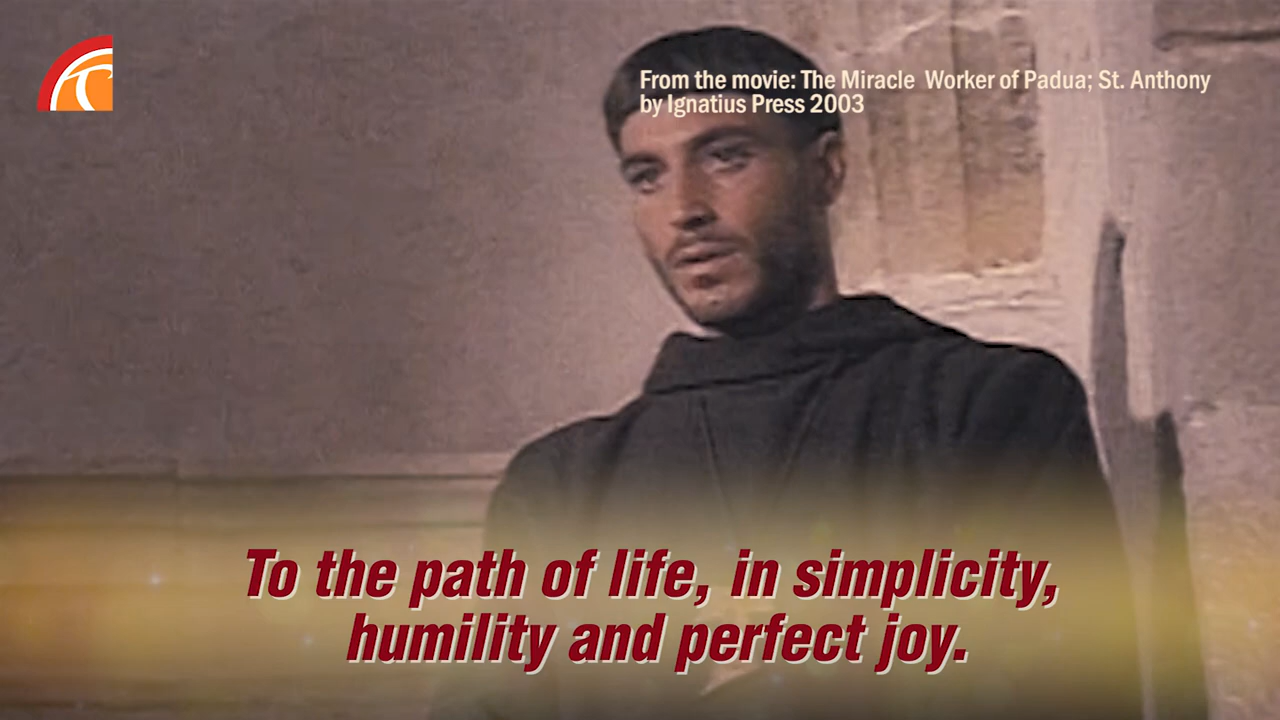 From the movie: The Miracle Worker of Padua; St. Anthony
by Ignatius Press 2003
To the path of life, in simplicity,
humility and perfect joy.